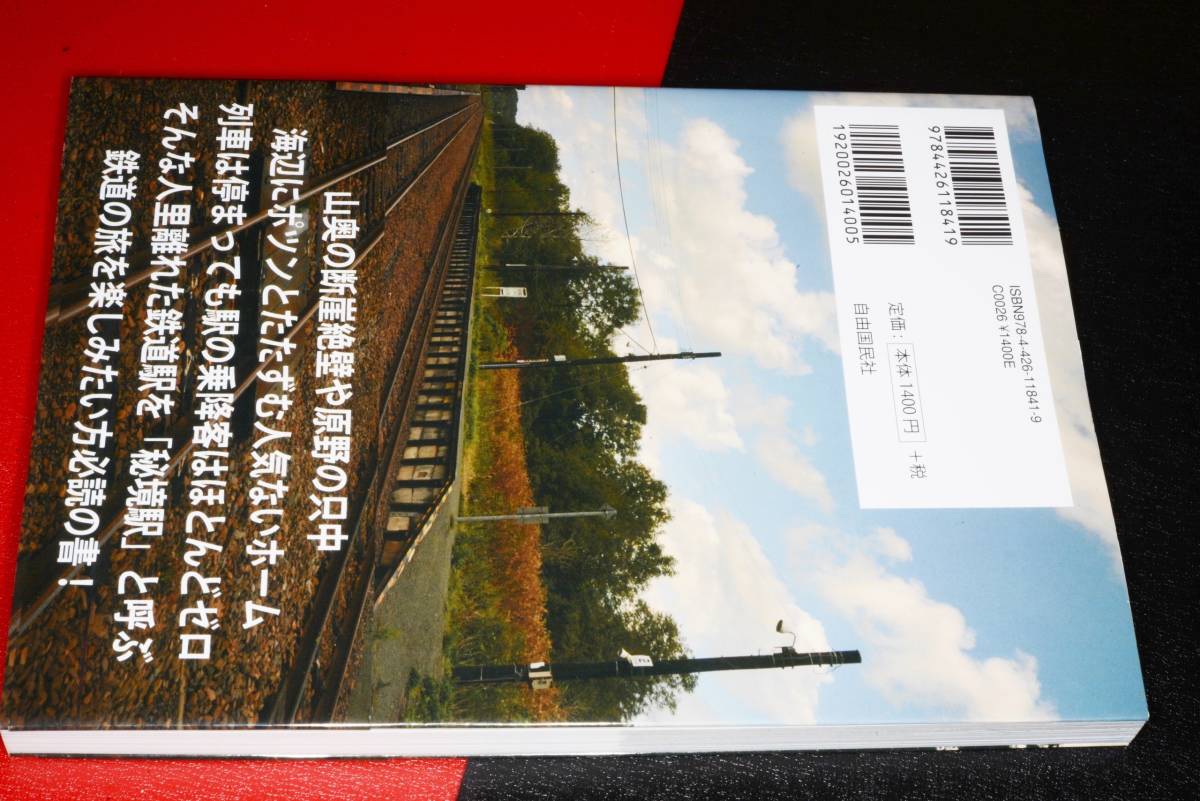 9784426118419
1920026014005
ISBN978-4-426-11841-9
C0026 ¥1400E
定価：本体1400円＋税
自由国民社
山奥の断崖絶壁や原野の只中
海辺にポツンとたたずむ人気ないホーム
列車は停まっても駅の乗降客はほとんどゼロ
そんな人里離れた鉄道駅を「秘境駅」と呼ぶ
鉄道の旅を楽しみたい方必読の書！